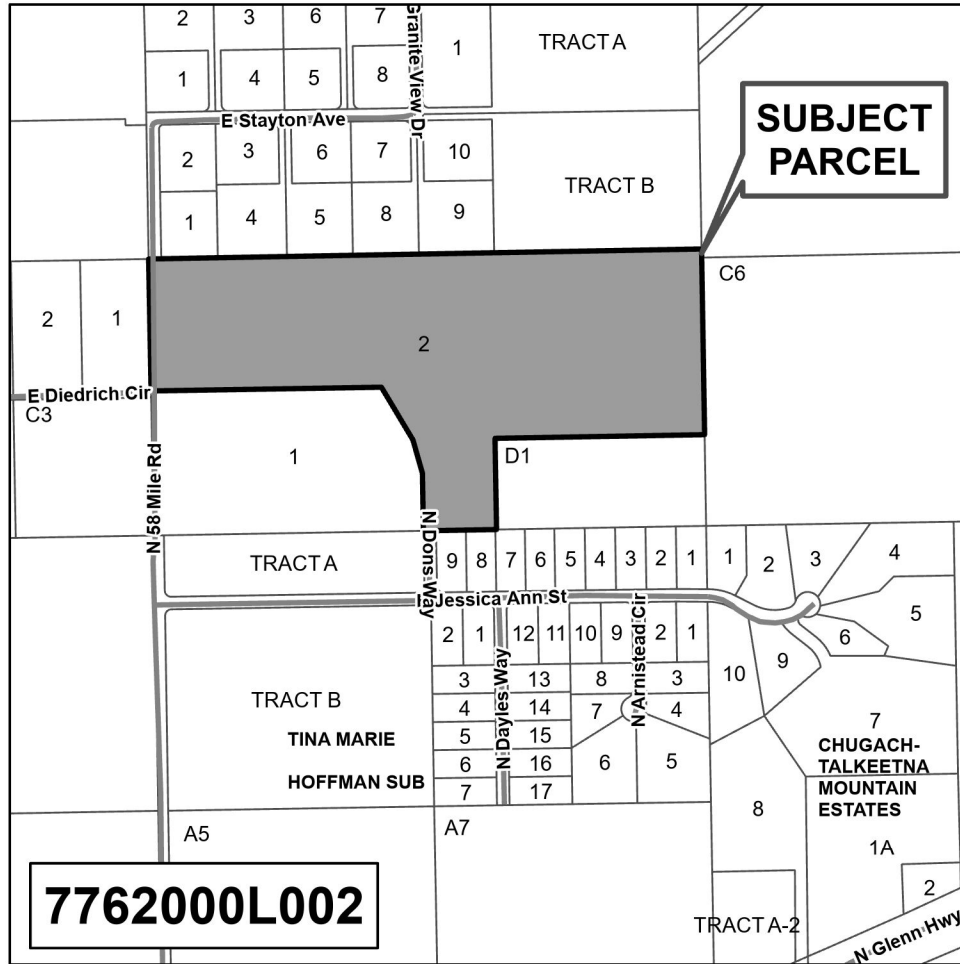 2
3
6
7
Granite View Dr
1
TRACT A
1
4
5
8
E Stayton Ave
SUBJECT
PARCEL
2
3
6
7
10
TRACT B
1
4
5
8
9
C6
2
1
2
E Diedrich Cir
C3
N 58 Mile Rd
1
D1
N Dons Way
TRACT A
9
8
7
6
5
4
3
2
1
1
2
3
4
5
E Jessica Ann St
6
2
1
12
11
10
9
2
1
10
9
N Arnistead Cir
N Dayles Way
3
13
8
3
TRACT B
4
14
7
4
7
TINA MARIE
5
15
CHUGACH-
TALKEETNA
MOUNTAIN
ESTATES
HOFFMAN SUB
6
16
6
5
7
17
8
A5
A7
1A
7762000L002
2
TRACT A-2
N Glenn Hwy